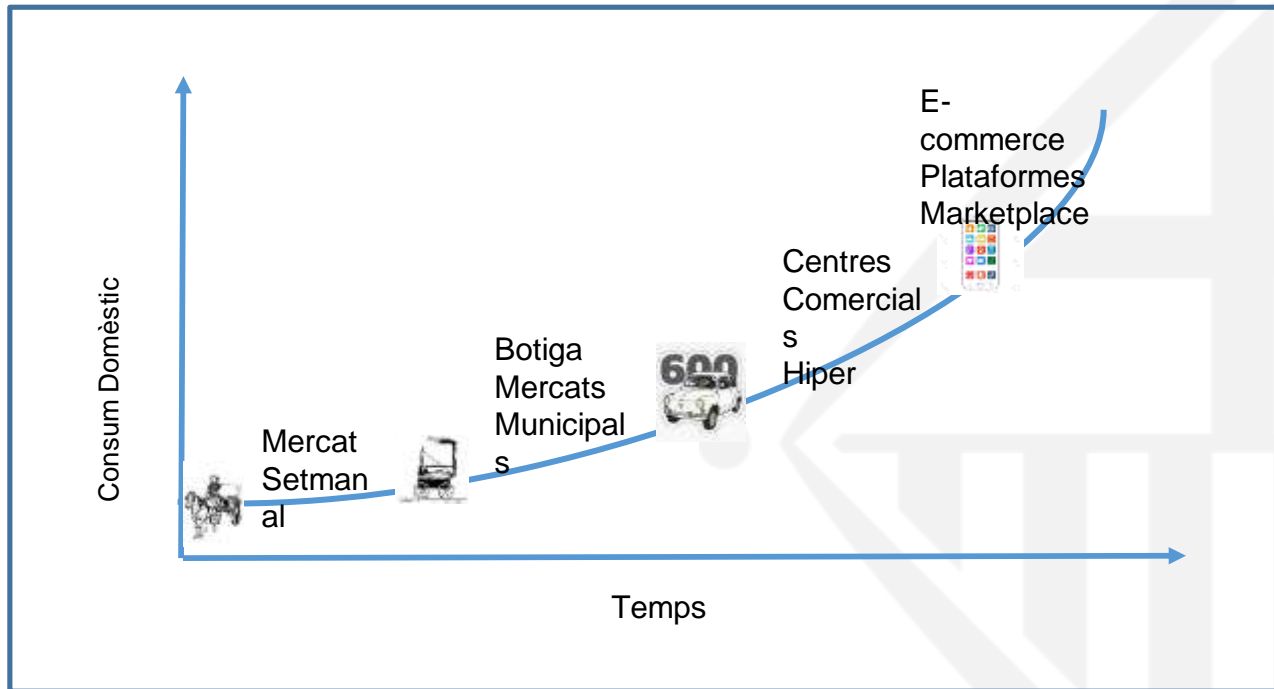 E-
commerce
Plataformes
Marketplace
Centres
Comercial
s
Hiper
Botiga
Mercats
Municipal
s
600
Mercat
Setman
al
Consum Domèstic
Temps